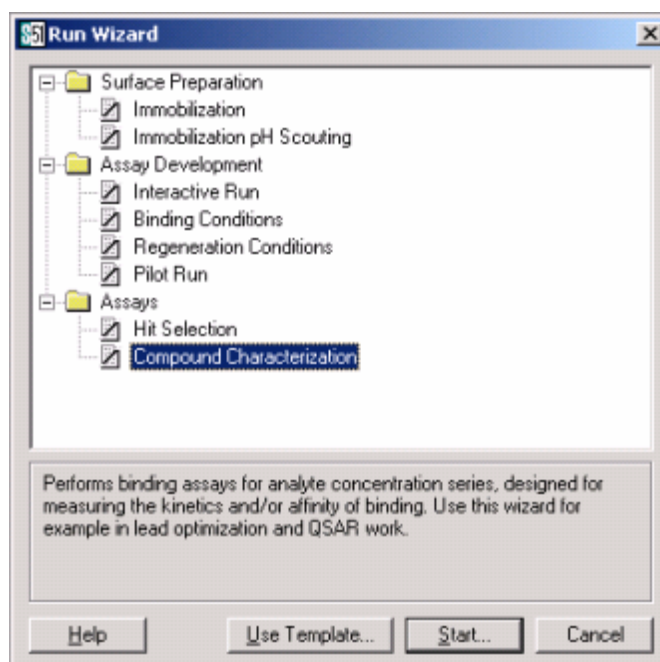 S51 Run Wizard
Surface Preparation
Immobilization
Immobilization pH Scouting
Assay Development
Interactive Run
Binding Conditions
Regeneration Conditions
Pilot Run
Assays
Hit Selection
Compound Characterization
Performs binding assays for analyte concentration series, designed for
measuring the kinetics and/or affinity of binding. Use this wizard for
example in lead optimization and QSAR work.
Help Use Template... Start... Cancel